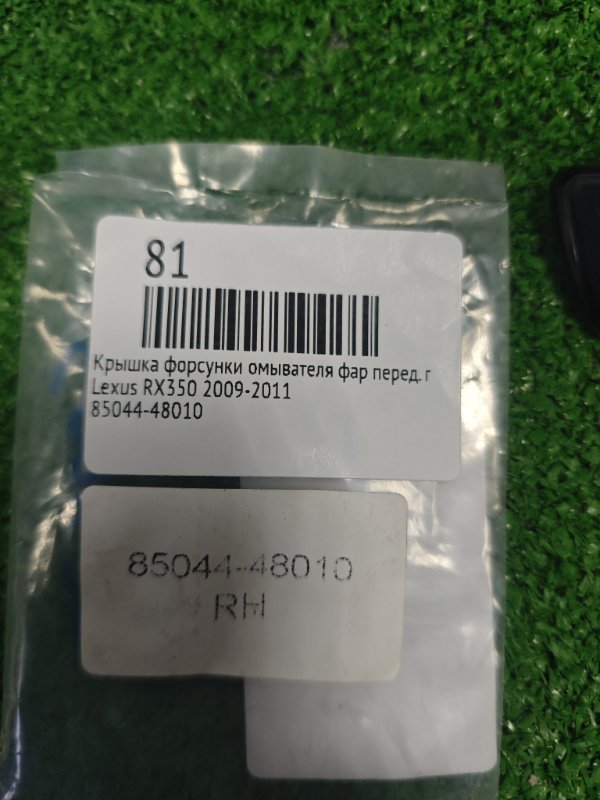 81
Крышка форсунки омывателя фар перед. г
Lexus RX350 2009-2011
85044-48010
85044-48010
RH